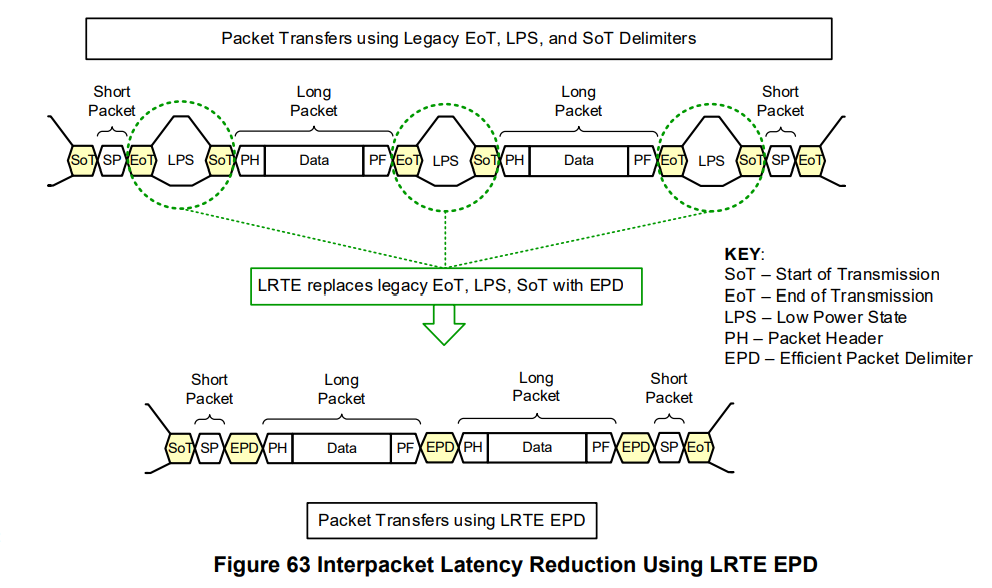 Packet Transfers using Legacy EoT, LPS, and SoT Delimiters
Short
Packet
Long
Packet
Long
Packet
Short
Packet
SoT SP EoT LPS SoT PH Data PF EoT LPS SoT PH Data PF EoT LPS SoT SP EoT
LRTE replaces legacy EoT, LPS, SoT with EPD
KEY:
SoT – Start of Transmission
EoT – End of Transmission
LPS – Low Power State
PH – Packet Header
EPD – Efficient Packet Delimiter
Short
Packet
Long
Packet
Long
Packet
Short
Packet
SoT SP EPD PH Data PF EPD PH Data PF EPD SP EoT
Packet Transfers using LRTE EPD
Figure 63 Interpacket Latency Reduction Using LRTE EPD